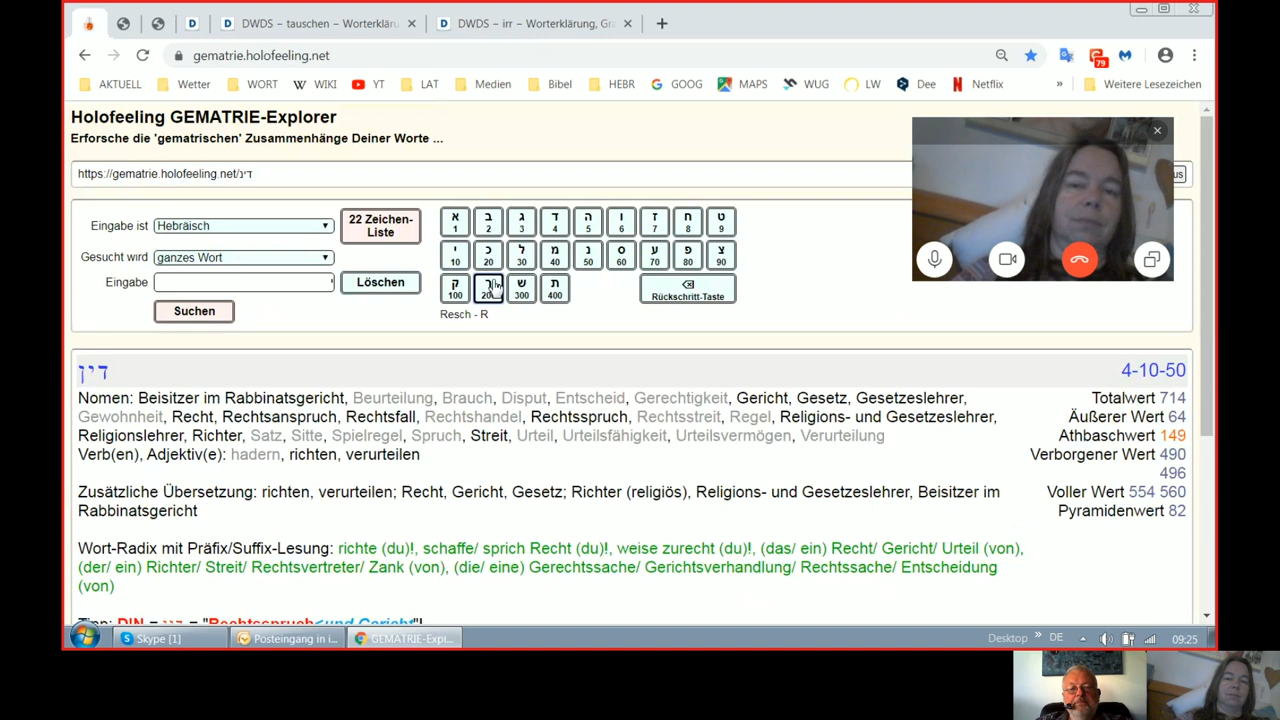 DWDS – tauschen – Worterklär
DWDS – irr – Worterklärung, Gr
gematrie.holofeeling.net
79
AKTUELL Wetter WORT WIKI YT LAT Medien Bibel HEBR GOOG MAPS WUG LW Dee Netflix » Weitere Lesezeichen
Holofeeling GEMATRIE-Explorer
Erforsche die 'gematrischen' Zusammenhänge Deiner Worte ...
https://gematrie.holofeeling.net/דינ
us
Eingabe ist Hebräisch
22 Zeichen-
Liste
Gesucht wird ganzes Wort
Eingabe
Löschen
Suchen
א ב ג ד ה ו ז ח ט
1 2 3 4 5 6 7 8 9
י כ ל מ נ ס ע פ צ
10 20 30 40 50 60 70 80 90
ק ר ש ת
100 200 300 400
Rückschritt-Taste
Resch - R
דין 4-10-50
Nomen: Beisitzer im Rabbinatsgericht, Beurteilung, Brauch, Disput, Entscheid, Gerechtigkeit, Gericht, Gesetz, Gesetzeslehrer,
Gewohnheit, Recht, Rechtsanspruch, Rechtsfall, Rechtshandel, Rechtsspruch, Rechtsstreit, Regel, Religions- und Gesetzeslehrer,
Religionslehrer, Richter, Satz, Sitte, Spielregel, Spruch, Streit, Urteil, Urteilsfähigkeit, Urteilsvermögen, Verurteilung
Verb(en), Adjektiv(e): hadern, richten, verurteilen
Totalwert 714
Äußerer Wert 64
Athbaschwert 149
Verborgener Wert 490
496
Voller Wert 554 560
Pyramidenwert 82
Zusätzliche Übersetzung: richten, verurteilen; Recht, Gericht, Gesetz; Richter (religiös), Religions- und Gesetzeslehrer, Beisitzer im
Rabbinatsgericht
Wort-Radix mit Präfix/Suffix-Lesung: richte (du)!, schaffe/ sprich Recht (du)!, weise zurecht (du)!, (das/ ein) Recht/ Gericht/ Urteil (von),
(der/ ein) Richter/ Streit/ Rechtsvertreter/ Zank (von), (die/ eine) Gerechtssache/ Gerichtsverhandlung/ Rechtssache/ Entscheidung
(von)
Tipp: DIN = דין = "Rechtsspruch<und Gericht"!
Skype [1] Posteingang in i... GEMATRIE-Expl... Desktop » DE 09:25